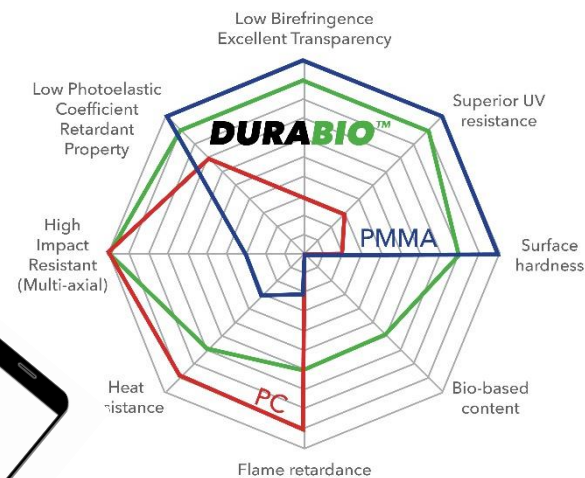 Low Birefringence
Excellent Transparency
Low Photoelastic
Coefficient
Retardant
Property
Superior UV
resistance
DURABIO™
PMMA
High
Impact
Resistant
(Multi-axial)
Surface
hardness
Heat
sistance
PC
Bio-based
content
Flame retardance